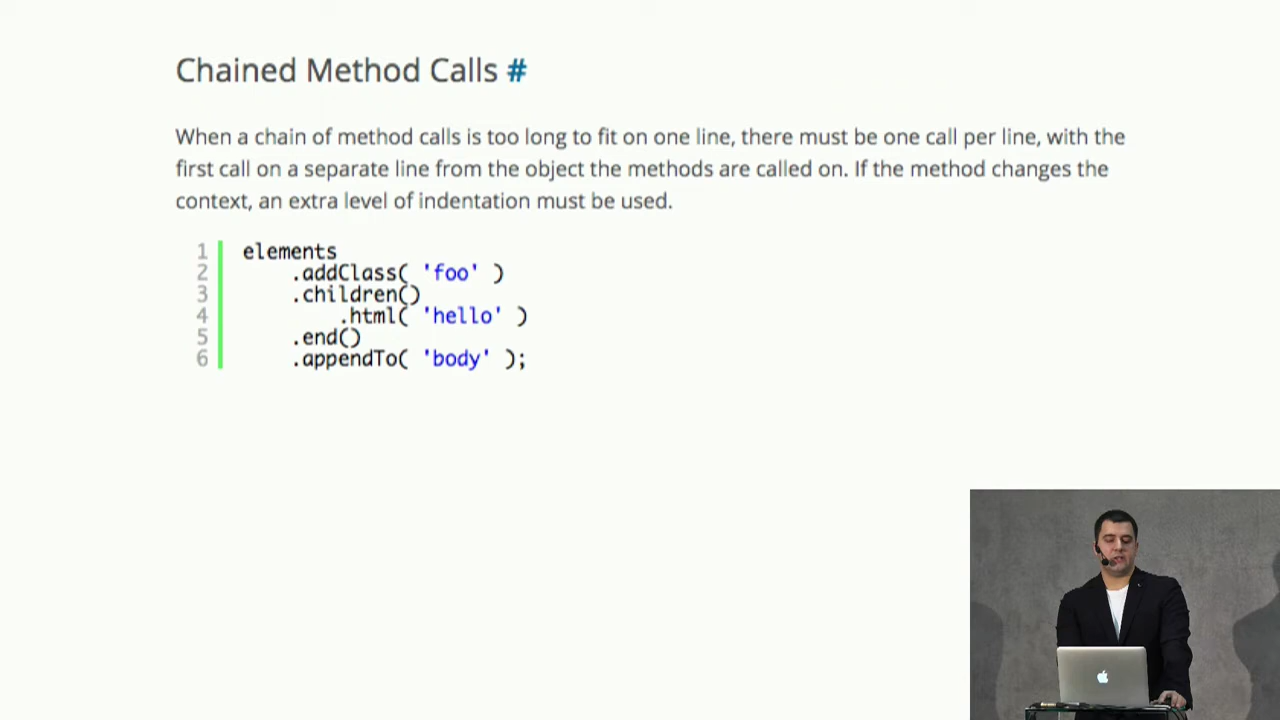 Chained Method Calls #
When a chain of method calls is too long to fit on one line, there must be one call per line, with the
first call on a separate line from the object the methods are called on. If the method changes the
context, an extra level of indentation must be used.
1 elements
2 .addClass( 'foo' )
3 .children()
4 .html( 'hello' )
5 .end()
6 .appendTo( 'body' );